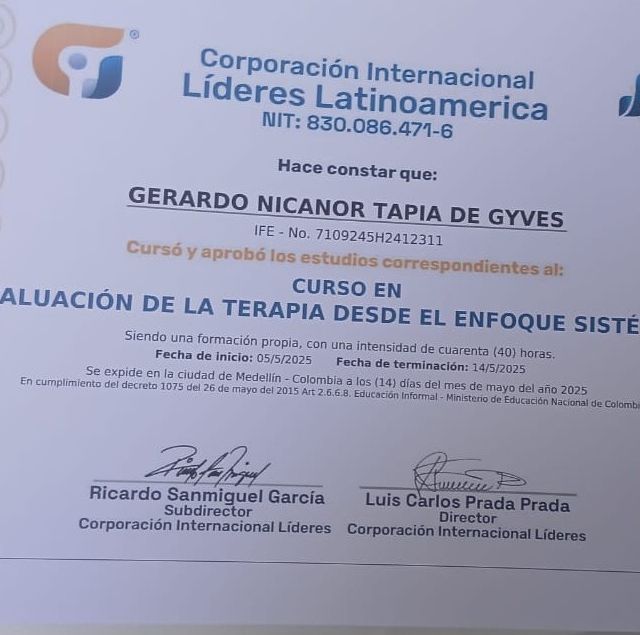 ®
Corporación Internacional
Líderes Latinoamerica
NIT: 830.086.471-6
Hace constar que:
GERARDO NICANOR TAPIA DE GYVES
IFE - No. 7109245H2412311
Cursó y aprobó los estudios correspondientes al:
CURSO EN
ALUACIÓN DE LA TERAPIA DESDE EL ENFOQUE SISTÉ
Siendo una formación propia, con una intensidad de cuarenta (40) horas.
Fecha de inicio: 05/5/2025 Fecha de terminación: 14/5/2025
Se expide en la ciudad de Medellín - Colombia a los (14) días del mes de mayo del año 2025
En cumplimiento del decreto 1075 del 26 de mayo del 2015 Art 2.6.6.8. Educación Informal - Ministerio de Educación Nacional de Colombi
Ricardo Sanmiguel García
Subdirector
Corporación Internacional Líderes
Luis Carlos Prada Prada
Director
Corporación Internacional Líderes